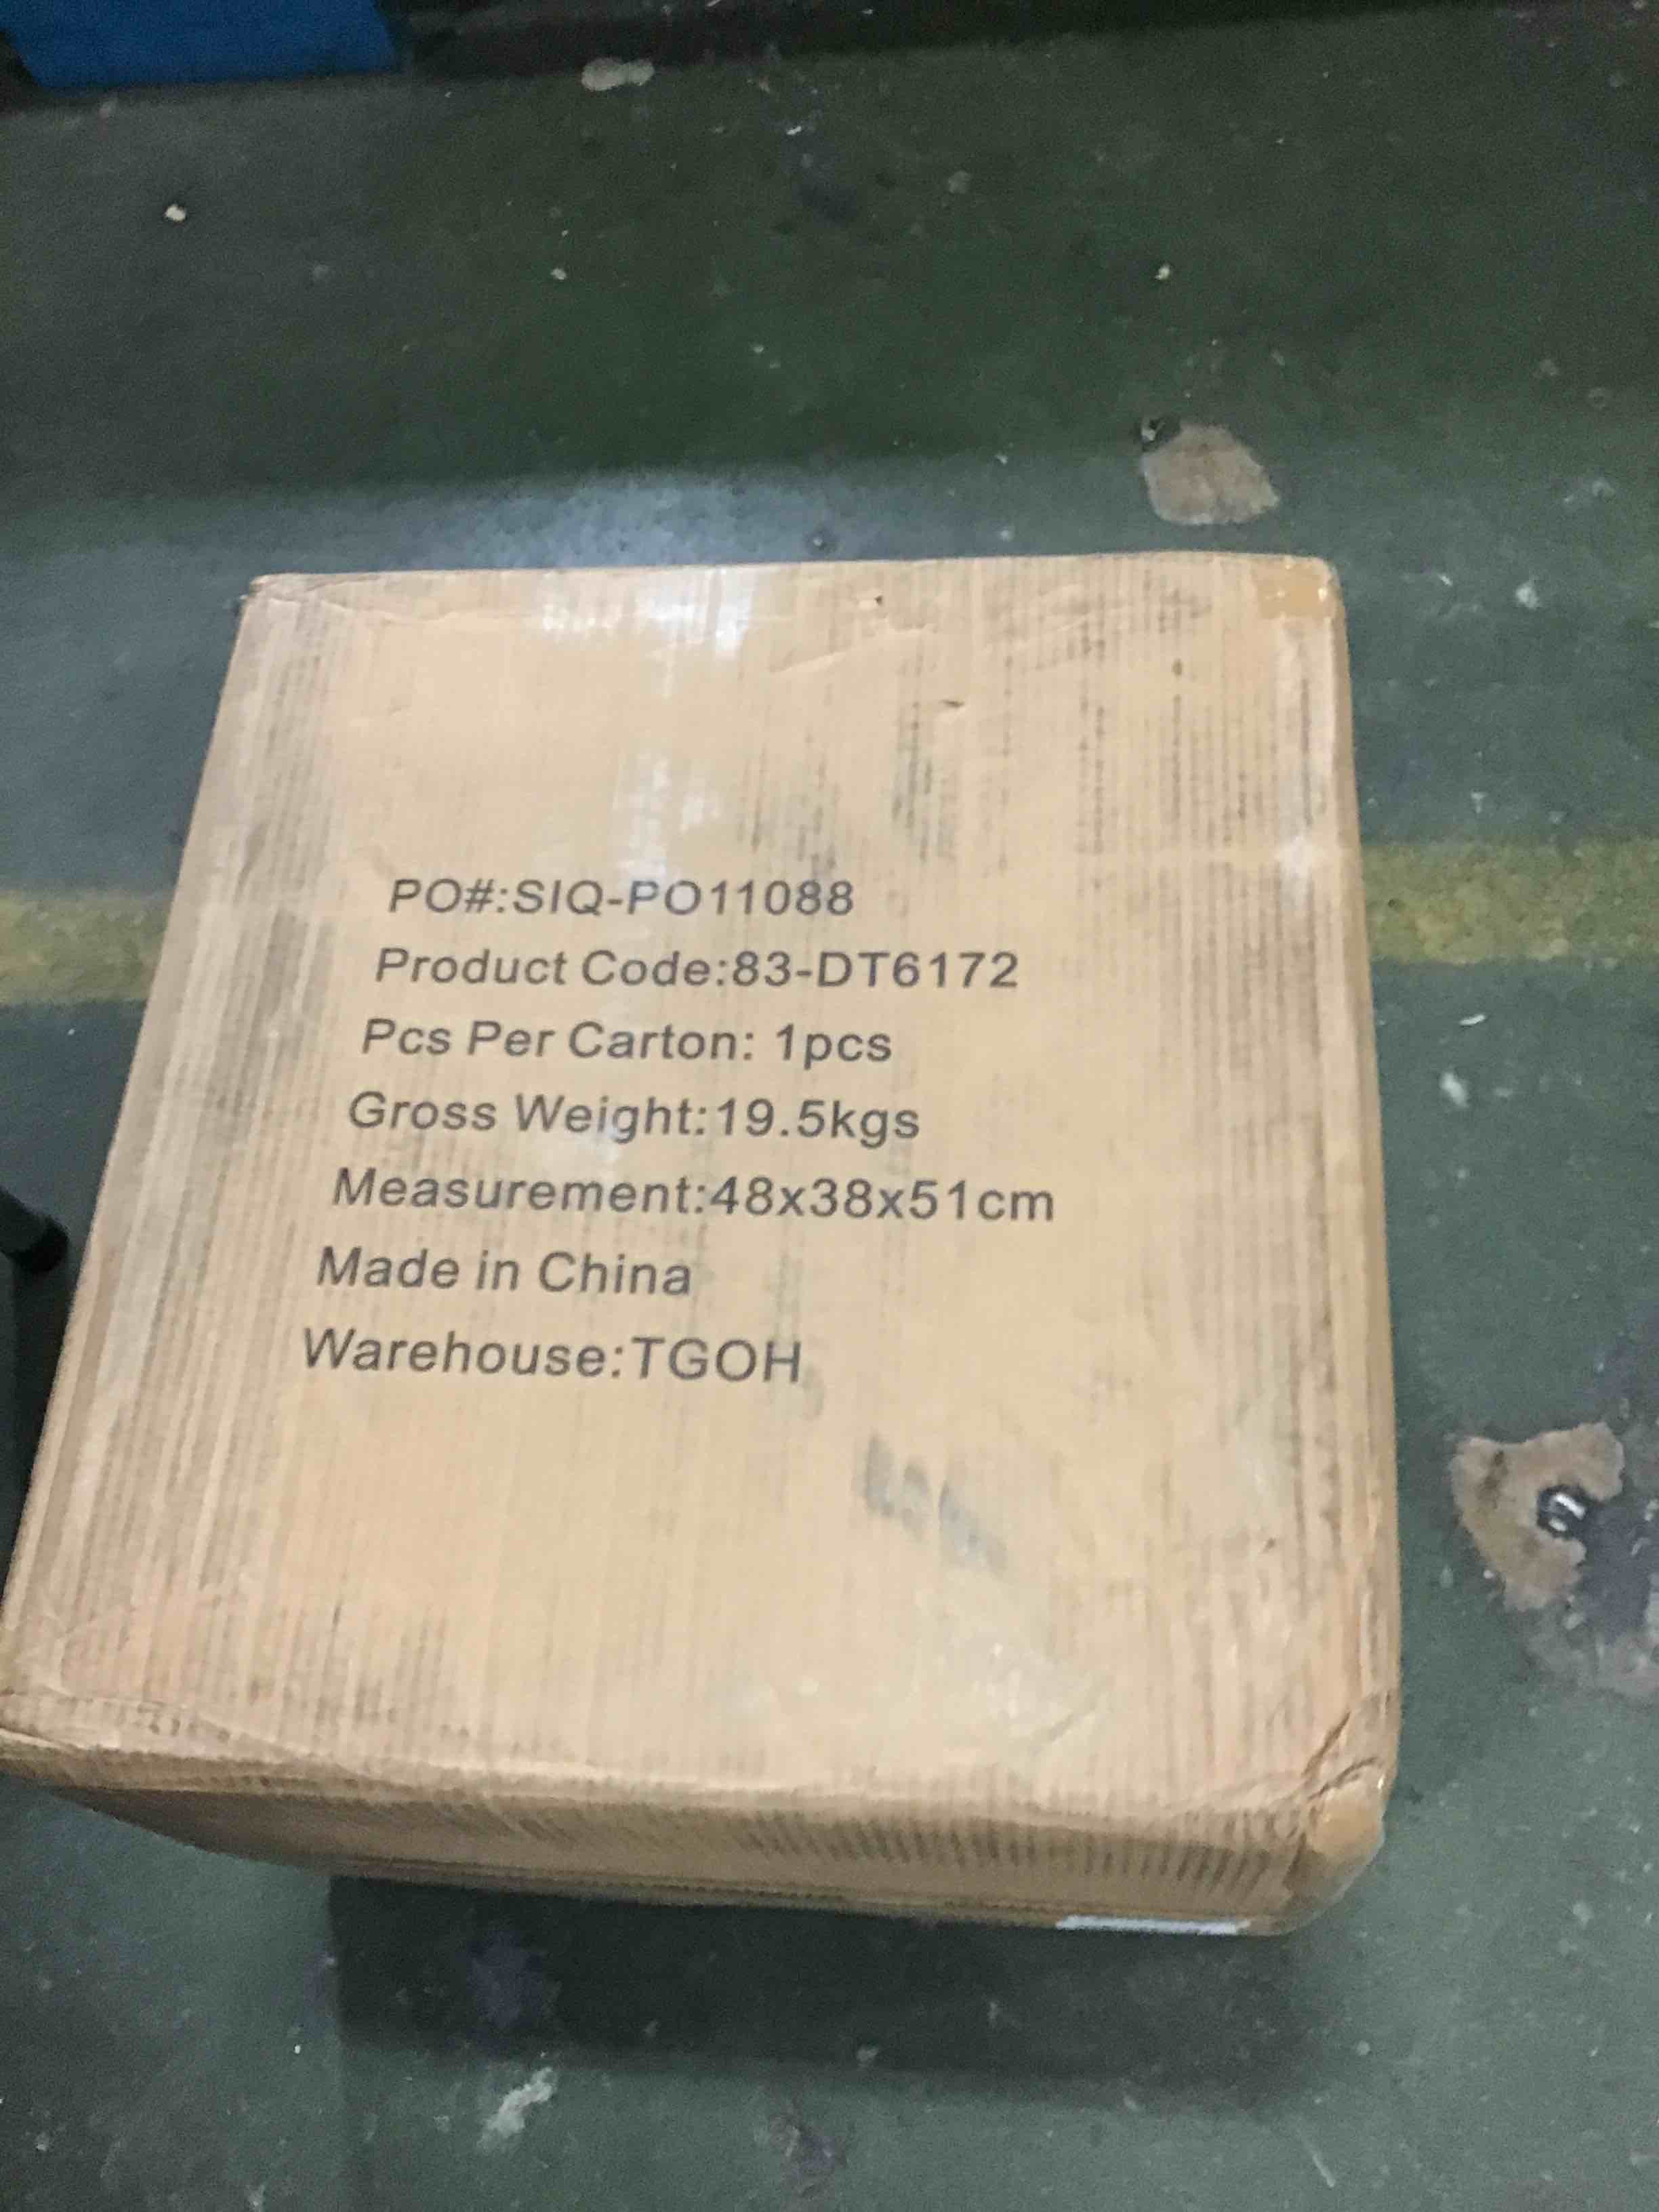 PO#:SIQ-PO11088
Product Code:83-DT6172
Pcs Per Carton: 1pcs
Gross Weight:19.5kgs
Measurement:48x38x51cm
Made in China
Warehouse:TGOH